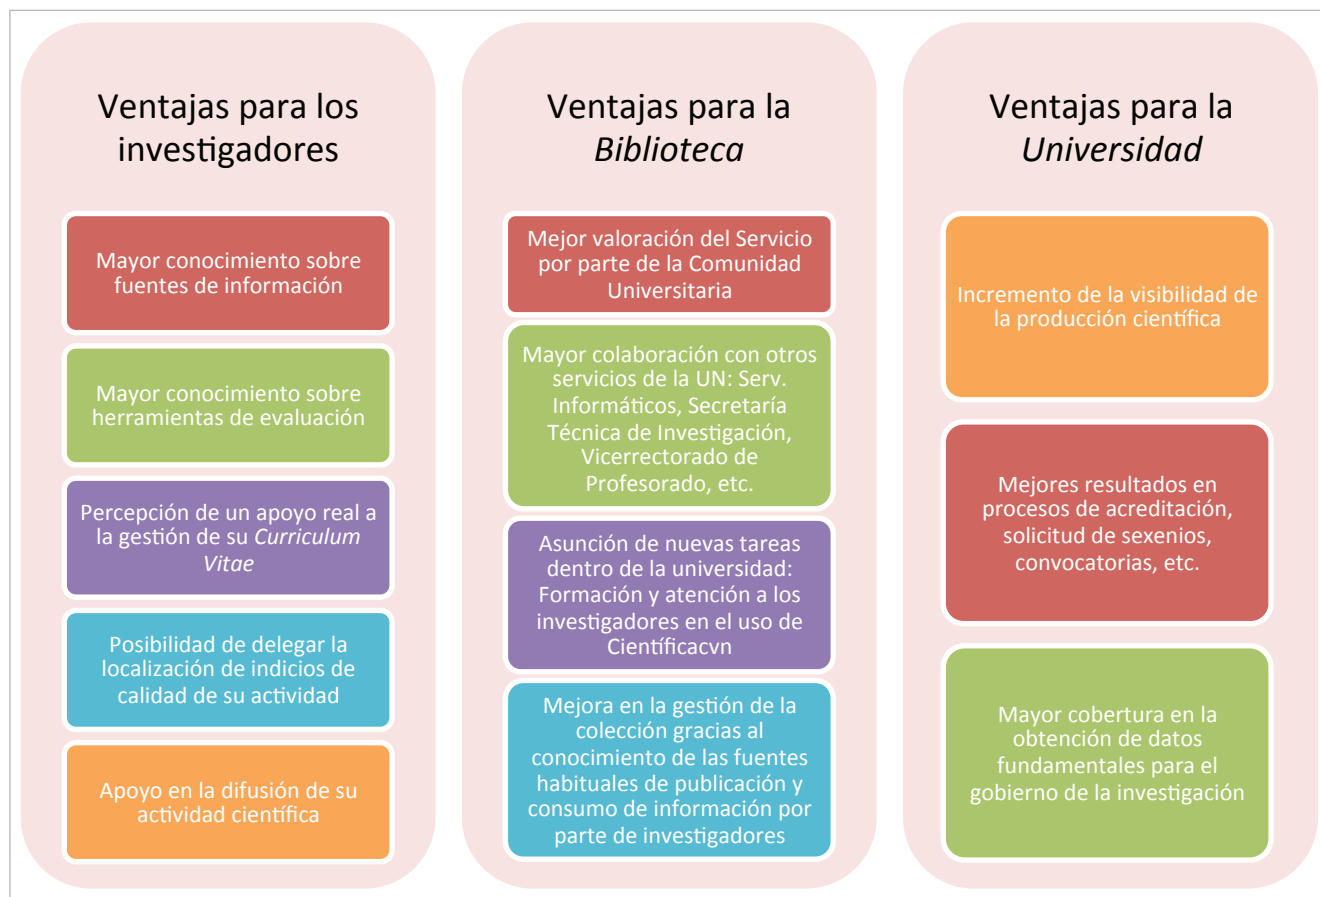 Ventajas para los
investigadores
Mayor conocimiento sobre
fuentes de información
Mayor conocimiento sobre
herramientas de evaluación
Percepción de un apoyo real a
la gestión de su Curriculum
Vitae
Posibilidad de delegar la
localización de indicios de
calidad de su actividad
Apoyo en la difusión de su
actividad científica
Ventajas para la
Biblioteca
Mejor valoración del Servicio
por parte de la Comunidad
Universitaria
Mayor colaboración con otros
servicios de la UN: Serv.
Informáticos, Secretaría
Técnica de Investigación,
Vicerrectorado de
Profesorado, etc.
Asunción de nuevas tareas
dentro de la universidad:
Formación y atención a los
investigadores en el uso de
Científicacvn
Mejora en la gestión de la
colección gracias al
conocimiento de las fuentes
habituales de publicación y
consumo de información por
parte de investigadores
Ventajas para la
Universidad
Incremento de la visibilidad de
la producción científica
Mejores resultados en
procesos de acreditación,
solicitud de sexenios,
convocatorias, etc.
Mayor cobertura en la
obtención de datos
fundamentales para el
gobierno de la investigación